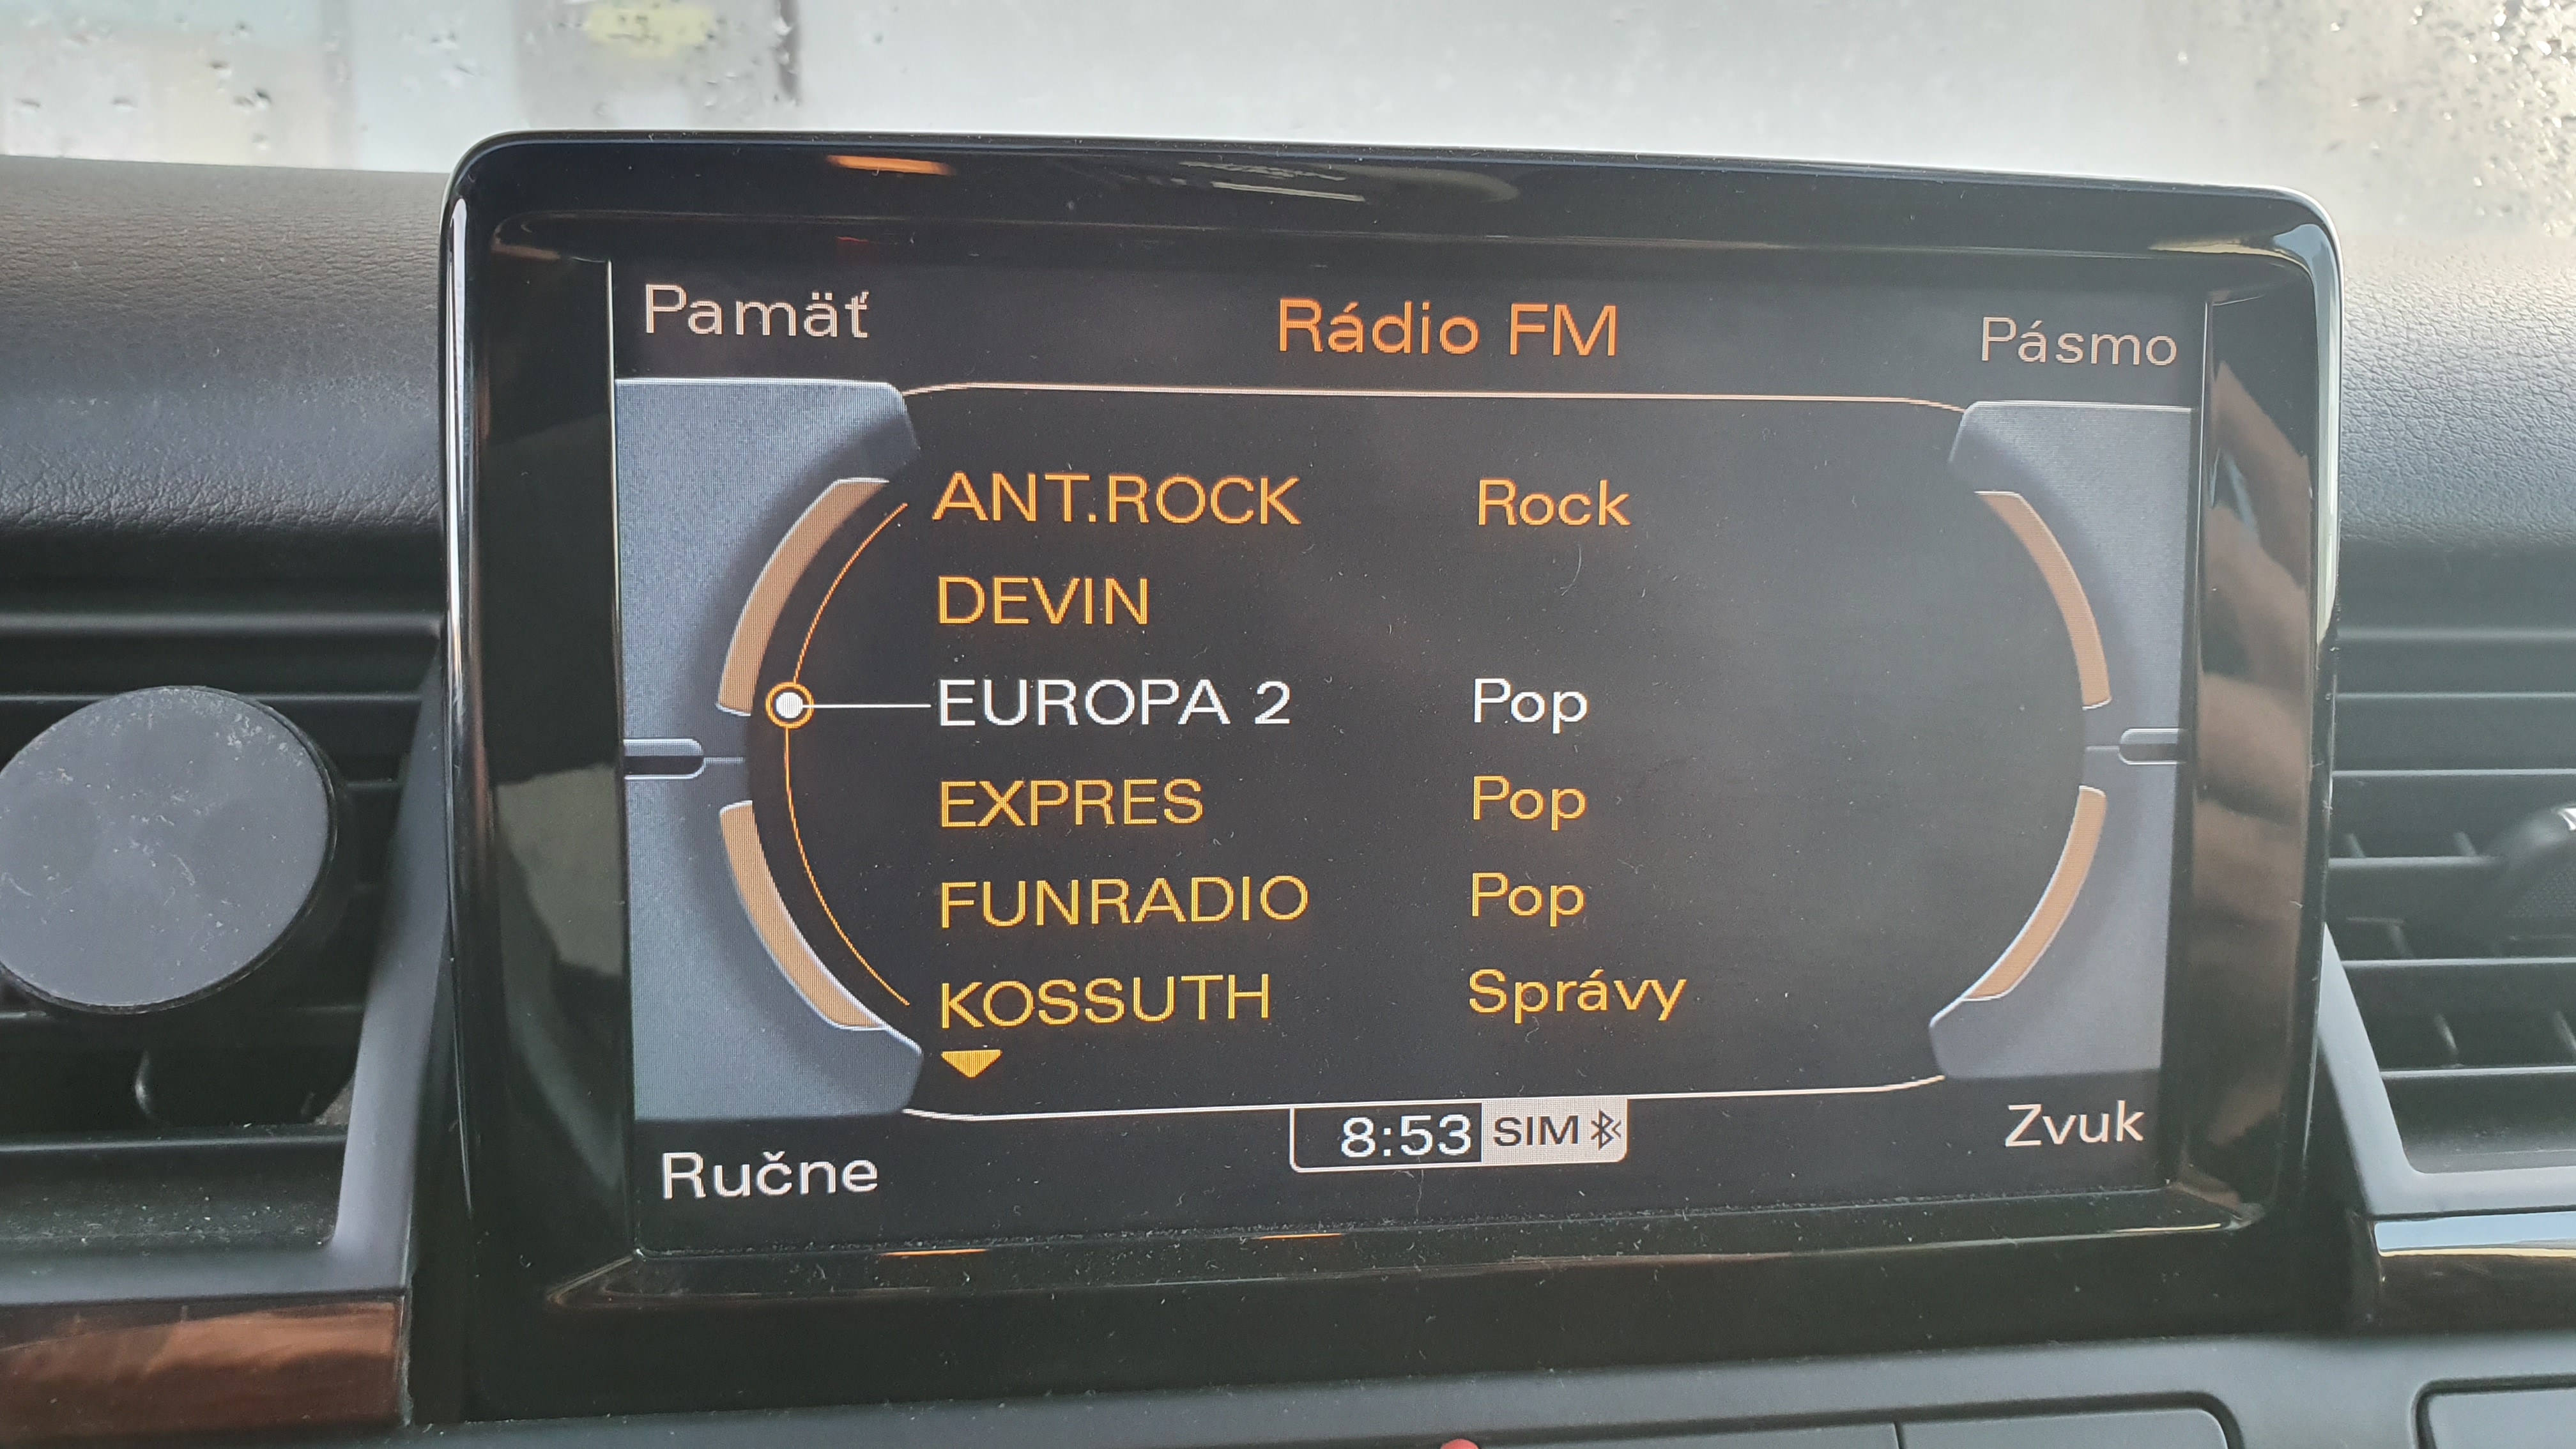 Pamäť Rádio FM Pásmo
ANT.ROCK Rock
DEVIN
EUROPA 2 Pop
EXPRES Pop
FUNRADIO Pop
KOSSUTH Správy
Ručne 8:53 SIM Zvuk